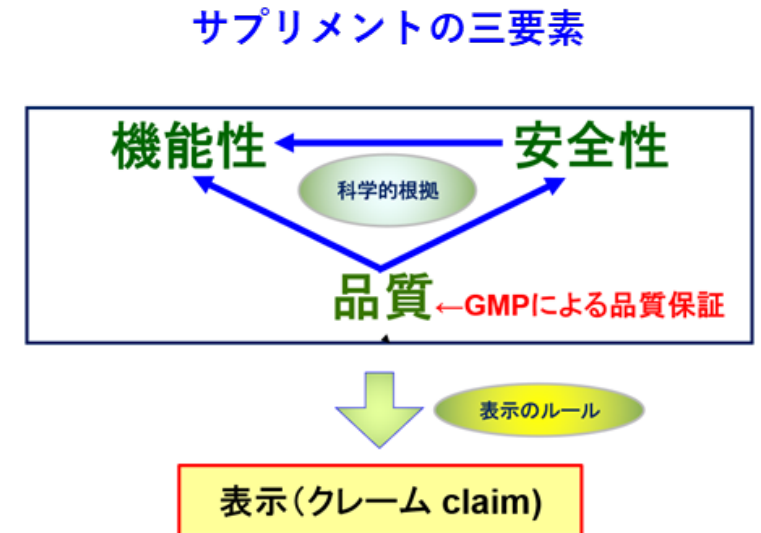 サプリメントの三要素
機能性
安全性
科学的根拠
品質
←GMPによる品質保証
表示のルール
表示（クレーム claim)